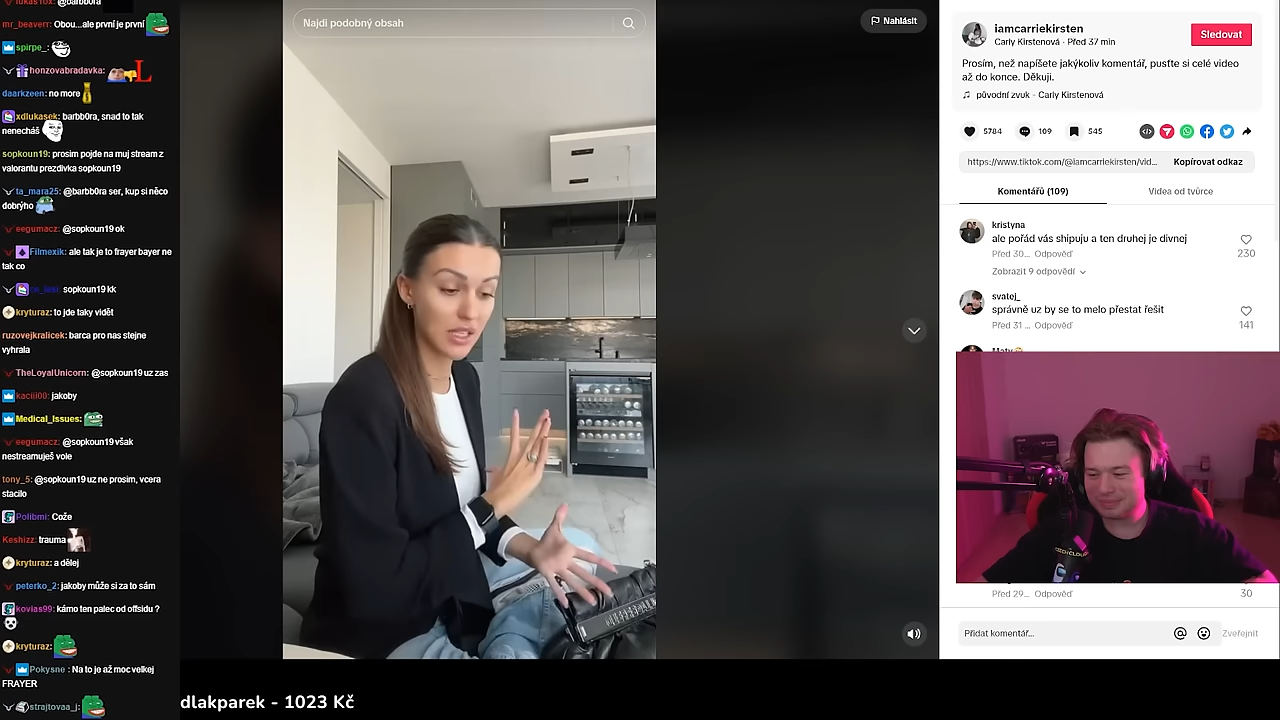 mr_beaverr: Obou...ale první je první
spirpe_:
honzovabradavka:
daarkzeen: no more
xdlukasek: barbb0ra, snad to tak
nenecháš
sopkoun19: prosim pojde na muj stream z
valorantu prezdivka sopkoun19
ta_mara25: @barbb0ra ser, kup si něco
dobrýho
eegumacz: @sopkoun19 ok
Filmexik: ale tak je to frayer bayer ne
tak co
sopkoun19 kk
kryturaz: to jde taky vidět
ruzovejkralicek: barca pro nas stejne
vyhrala
TheLoyalUnicorn: @sopkoun19 uz zas
kaciii00: jakoby
Medical_Issues:
eegumacz: @sopkoun19 však
nestreamuješ vole
tony_5: @sopkoun19 uz ne prosim, vcera
stacilo
Polibmi: Cože
Keshizz: trauma
kryturaz: a dělej
peterko_2: jakoby může si za to sám
kovias99: kámo ten palec od offsidu ?
kryturaz:
Pokysne : Na to je až moc velkej
FRAYER
strajtovaa_j:
Najdi podobný obsah
Nahlásit
dlakparek - 1023 Kč
iamcarriekirsten
Carly Kirstenová · Před 37 min
Sledovat
Prosím, než napíšete jakýkoliv komentář, pusťte si celé video
až do konce. Děkuji.
původní zvuk - Carly Kirstenová
5784
109
545
https://www.tiktok.com/@iamcarriekirsten/vid...
Kopírovat odkaz
Komentářů (109)
Videa od tvůrce
kristyna
ale pořád vás shipuju a ten druhej je divnej
230
Před 30... Odpověď
Zobrazit 9 odpovědí
svatej_
správně uz by se to melo přestat řešit
141
Před 31 ... Odpověď
Před 29... Odpověď
30
Přidat komentář...
Zveřejnit